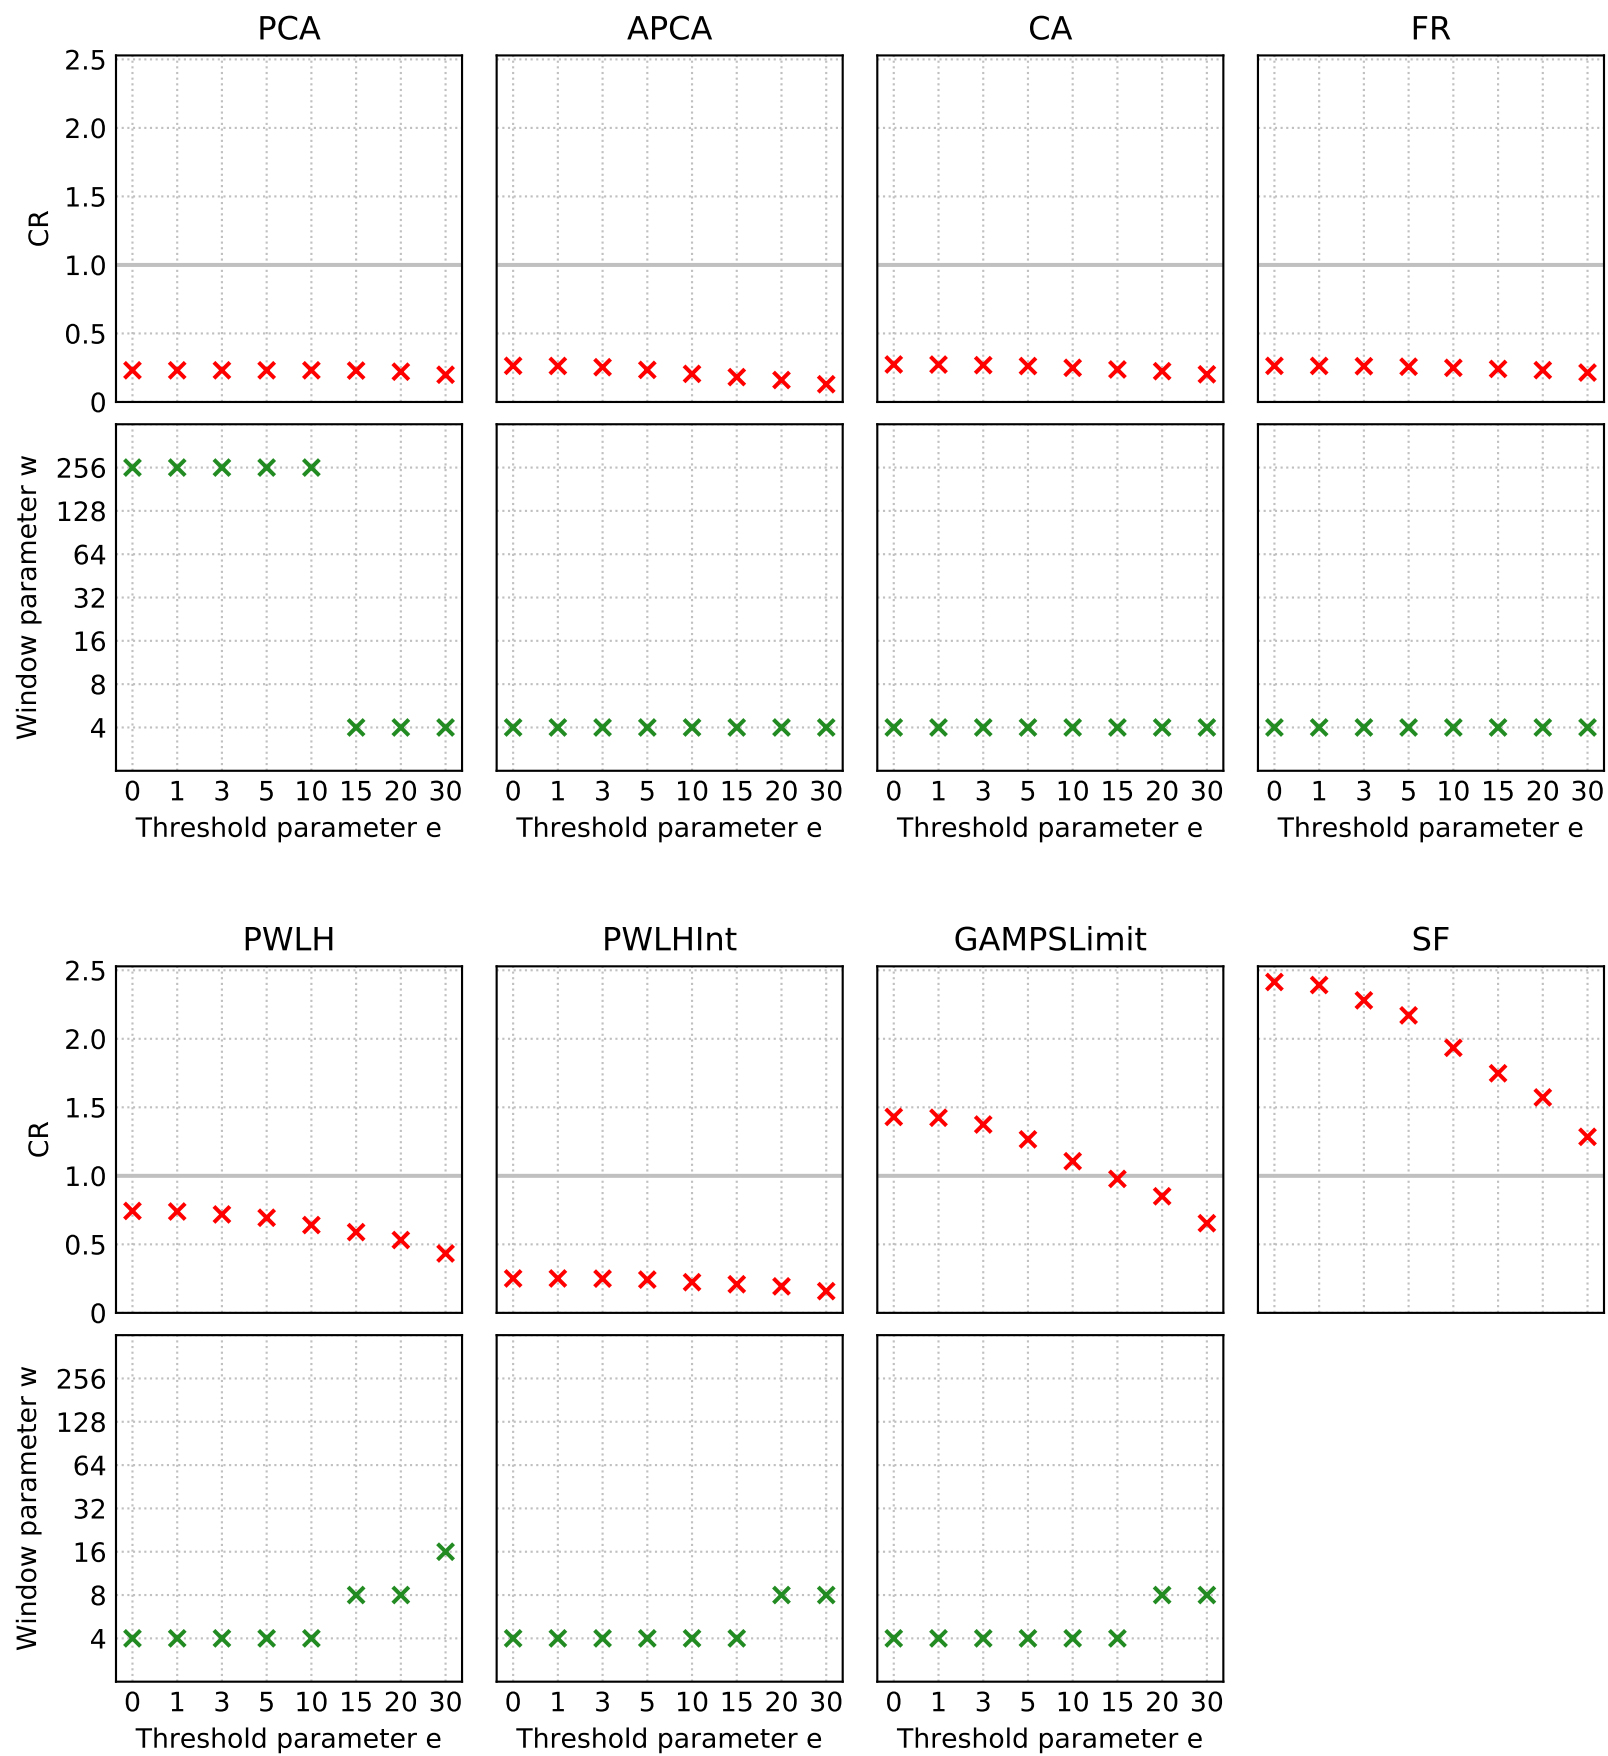 PCA APCA CA FR
2.5
2.0
1.5
1.0
0.5
0
CR
256
128
64
32
16
8
4
Window parameter w
0 1 3 5 10 15 20 30 0 1 3 5 10 15 20 30 0 1 3 5 10 15 20 30 0 1 3 5 10 15 20 30
Threshold parameter e Threshold parameter e Threshold parameter e Threshold parameter e
PWLH PWLHInt GAMPSLimit SF
2.5
2.0
1.5
1.0
0.5
0
CR
256
128
64
32
16
8
4
Window parameter w
0 1 3 5 10 15 20 30 0 1 3 5 10 15 20 30 0 1 3 5 10 15 20 30
Threshold parameter e Threshold parameter e Threshold parameter e